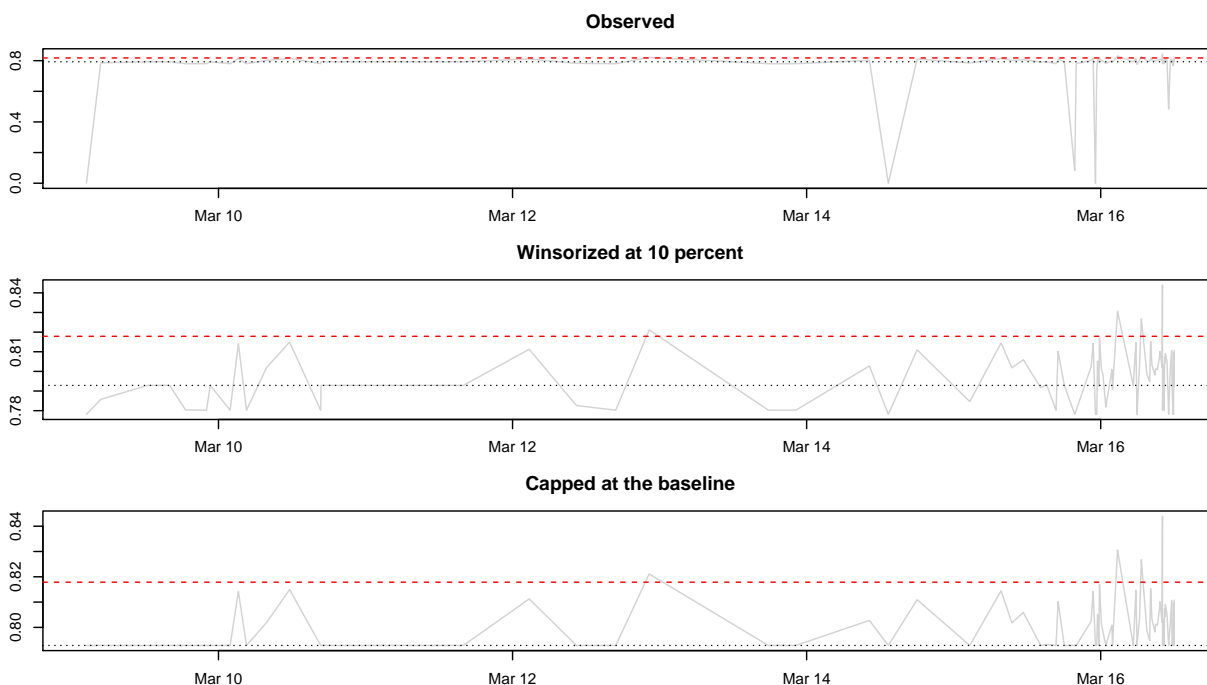 Observed
0.8
0.4
0.0
Mar 10 Mar 12 Mar 14 Mar 16
Winsorized at 10 percent
0.84
0.81
0.78
Mar 10 Mar 12 Mar 14 Mar 16
Capped at the baseline
0.84
0.82
0.80
Mar 10 Mar 12 Mar 14 Mar 16